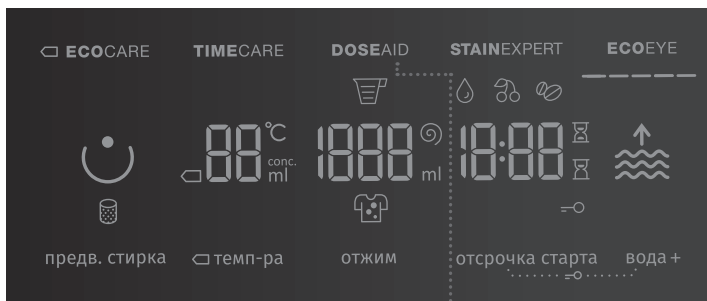 ECOCARE TIMECARE DOSEAID STAINEXPERT ECOEYE
88 °C 1888 18:88
conc.
ml ml
предв. стирка темп-ра отжим отсрочка старта вода +